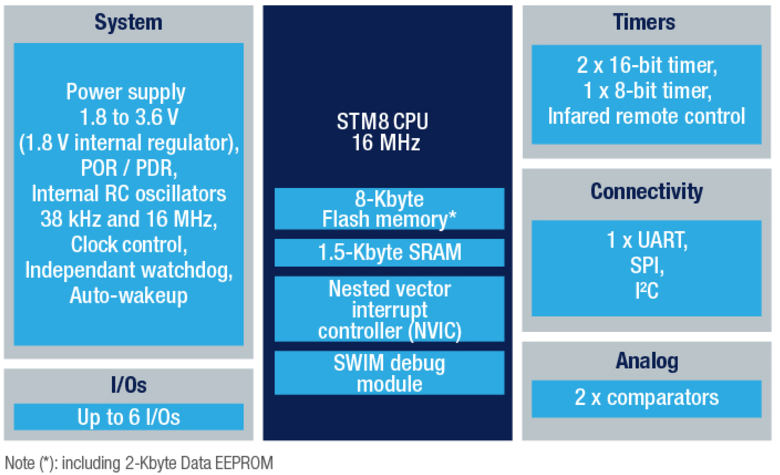 System
Power supply
1.8 to 3.6 V
(1.8 V internal regulator),
POR / PDR,
Internal RC oscillators
38 kHz and 16 MHz,
Clock control,
Independant watchdog,
Auto-wakeup
I/Os
Up to 6 I/Os
STM8 CPU
16 MHz
8-Kbyte
Flash memory*
1.5-Kbyte SRAM
Nested vector
interrupt
controller (NVIC)
SWIM debug
module
Timers
2 x 16-bit timer,
1 x 8-bit timer,
Infared remote control
Connectivity
1 x UART,
SPI,
I²C
Analog
2 x comparators
Note (*): including 2-Kbyte Data EEPROM